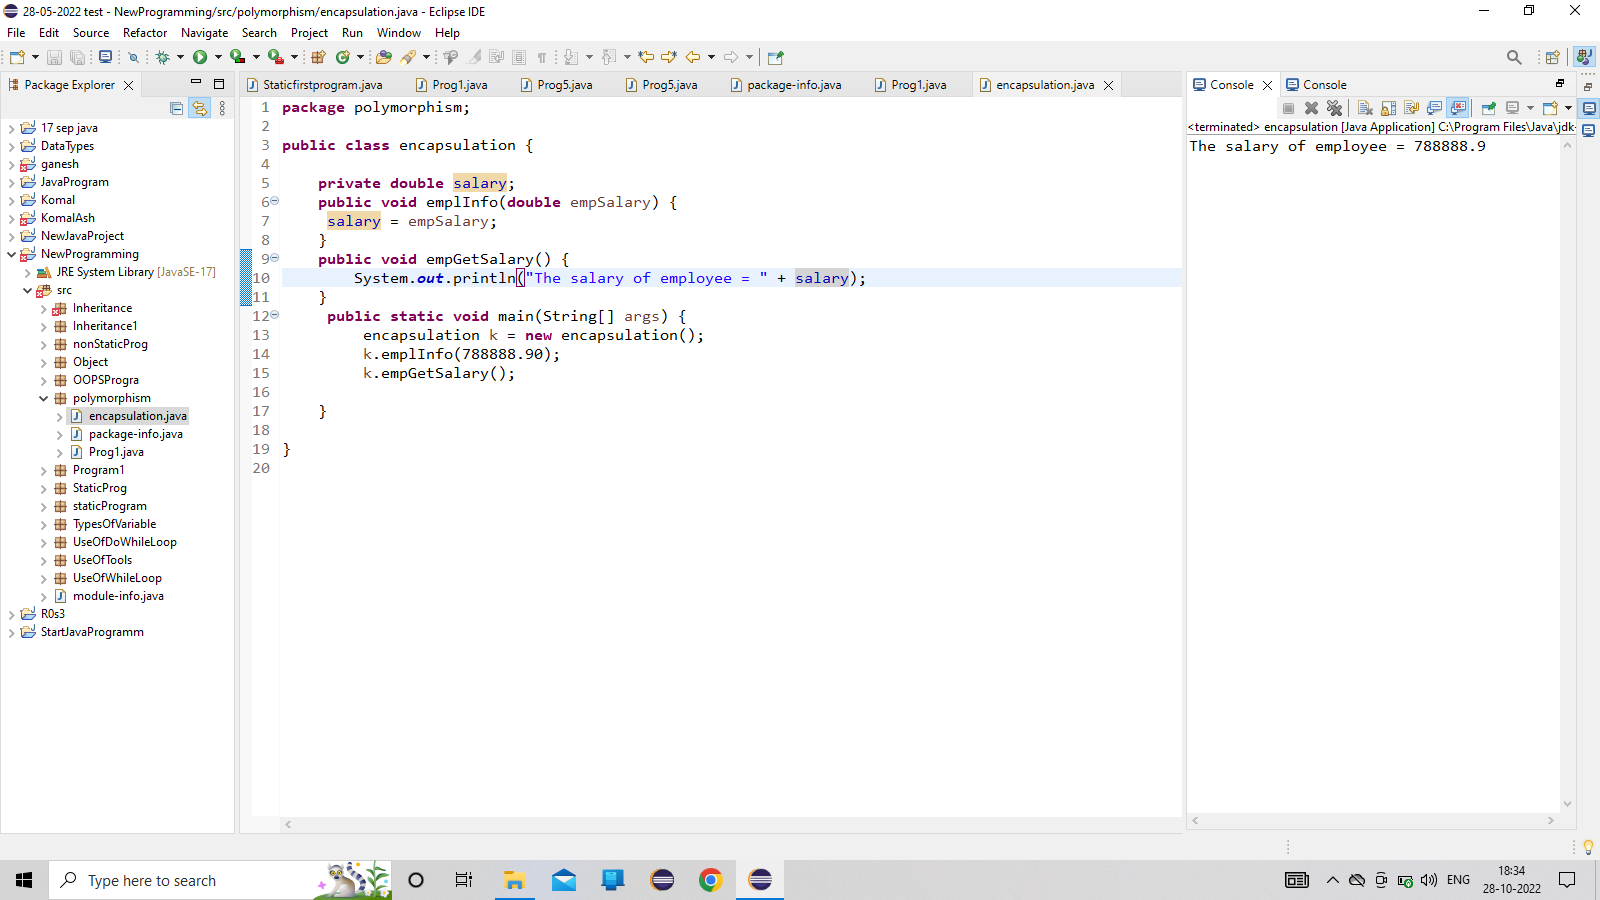 28-05-2022 test - NewProgramming/src/polymorphism/encapsulation.java - Eclipse IDE
File Edit Source Refactor Navigate Search Project Run Window Help
Package Explorer
17 sep java
DataTypes
ganesh
JavaProgram
Komal
KomalAsh
NewJavaProject
NewProgramming
JRE System Library [JavaSE-17]
src
Inheritance
Inheritance1
nonStaticProg
Object
OOPSProgra
polymorphism
encapsulation.java
package-info.java
Prog1.java
Program1
StaticProg
staticProgram
TypesOfVariable
UseOfDoWhileLoop
UseOfTools
UseOfWhileLoop
module-info.java
R0s3
StartJavaProgramm
Staticfirstprogram.java Prog1.java Prog5.java Prog5.java package-info.java Prog1.java encapsulation.java
1 package polymorphism;
2
3 public class encapsulation {
4
5 private double salary;
6 public void emplInfo(double empSalary) {
7 salary = empSalary;
8 }
9 public void empGetSalary() {
10 System.out.println("The salary of employee = " + salary);
11 }
12 public static void main(String[] args) {
13 encapsulation k = new encapsulation();
14 k.emplInfo(788888.90);
15 k.empGetSalary();
16
17 }
18
19 }
20
Console Console
<terminated> encapsulation [Java Application] C:\Program Files\Java\jdk-
The salary of employee = 788888.9
Type here to search
ENG
18:34
28-10-2022